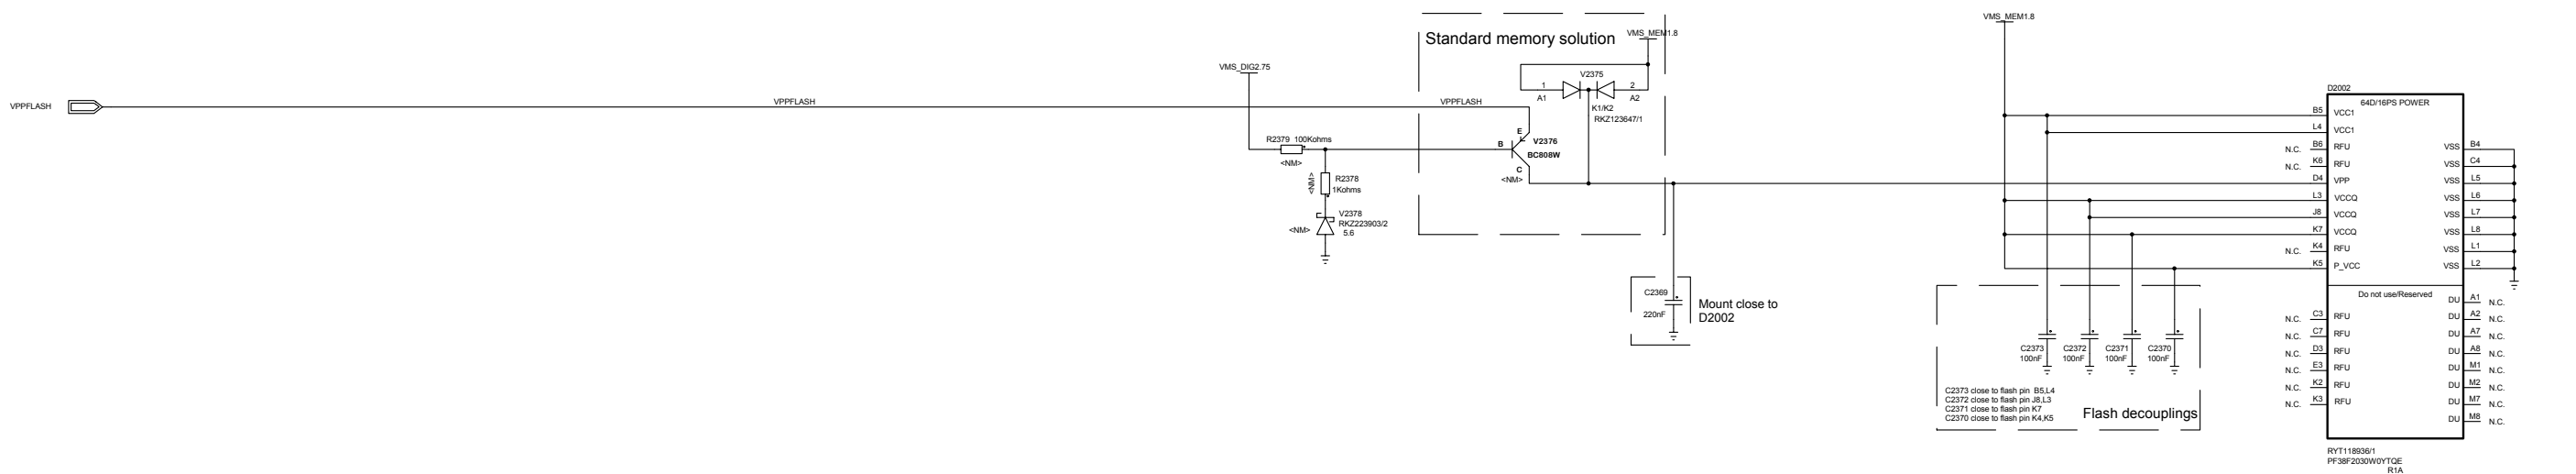 VPPFLASH
VPPFLASH
VMS_DIG2.75
R2379 100Kohms
<NM>
<NM>
R2378
1Kohms
V2378
RKZ223903/2
5.6
<NM>
Standard memory solution
VMS_MEM1.8
V2375
1
2
A1
A2
K1/K2
RKZ123647/1
VPPFLASH
E
V2376
B
BC808W
C
<NM>
C2369
220nF
Mount close to
D2002
VMS_MEM1.8
C2373
100nF
C2372
100nF
C2371
100nF
C2370
100nF
C2373 close to flash pin B5,L4
C2372 close to flash pin J8,L3
C2371 close to flash pin K7
C2370 close to flash pin K4,K5
Flash decouplings
D2002
64D/16PS POWER
B5 VCC1
L4 VCC1
N.C. B6 RFU VSS B4
N.C. K6 RFU VSS C4
D4 VPP VSS L5
L3 VCCQ VSS L6
J8 VCCQ VSS L7
K7 VCCQ VSS L8
N.C. K4 RFU VSS L1
K5 P_VCC VSS L2
Do not use/Reserved
DU A1 N.C.
N.C. C3 RFU DU A2 N.C.
N.C. C7 RFU DU A7 N.C.
N.C. D3 RFU DU A8 N.C.
N.C. E3 RFU DU M1 N.C.
N.C. K2 RFU DU M2 N.C.
N.C. K3 RFU DU M7 N.C.
DU M8 N.C.
RYT118936/1
PF38F2030W0YTQE
R1A